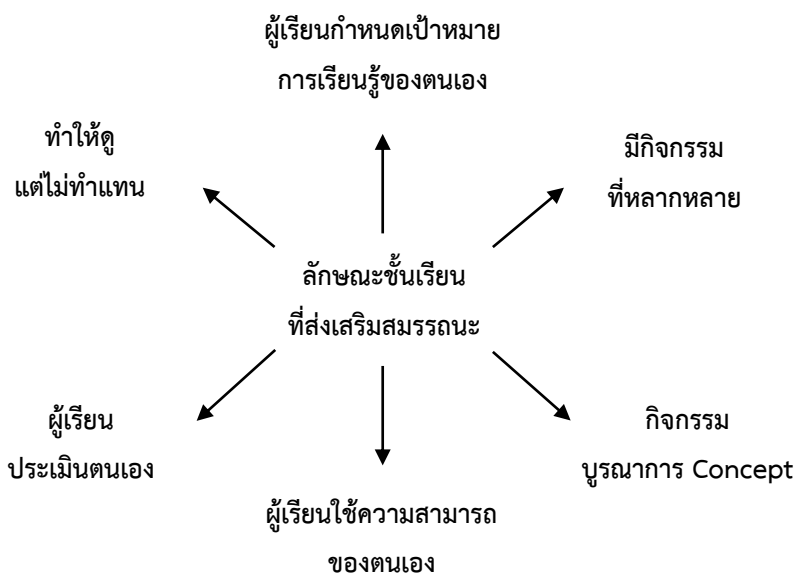 ผู้เรียนกำหนดเป้าหมาย
การเรียนรู้ของตนเอง
ทำให้ดู
แต่ไม่ทำแทน
มีกิจกรรม
ที่หลากหลาย
ลักษณะชั้นเรียน
ที่ส่งเสริมสมรรถนะ
ผู้เรียน
ประเมินตนเอง
กิจกรรม
บูรณาการ Concept
ผู้เรียนใช้ความสามารถ
ของตนเอง